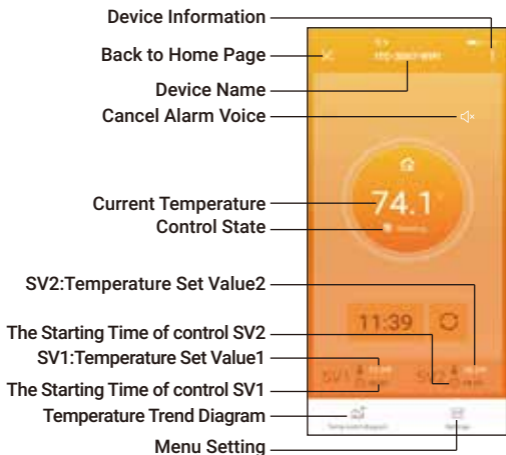 Device Information
Back to Home Page
Device Name
Cancel Alarm Voice
74.1
Current Temperature
Control State
SV2:Temperature Set Value2
11:39
The Starting Time of control SV2
SV1:Temperature Set Value1
SV1
SV2
The Starting Time of control SV1
Temperature Trend Diagram
Menu Setting